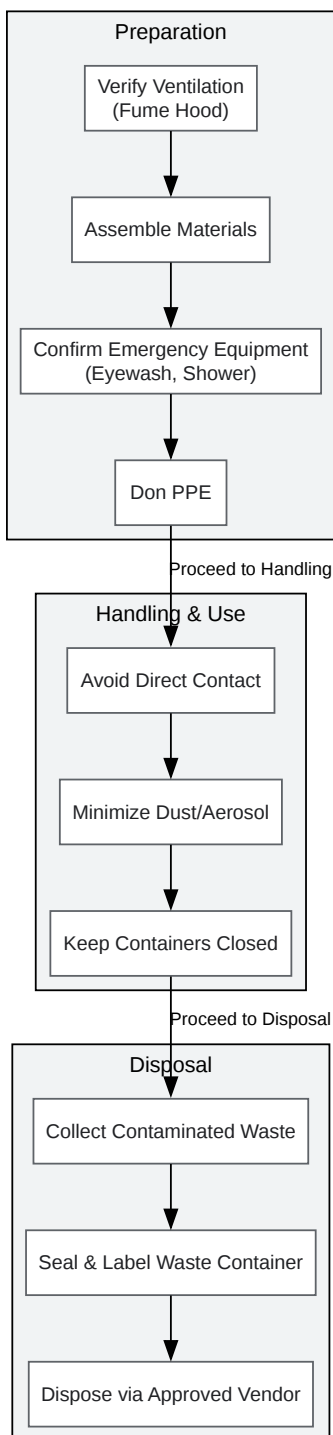 Preparation
Verify Ventilation
(Fume Hood)
Assemble Materials
Confirm Emergency Equipment
(Eyewash, Shower)
Don PPE
Proceed to Handling
Handling & Use
Avoid Direct Contact
Minimize Dust/Aerosol
Keep Containers Closed
Proceed to Disposal
Disposal
Collect Contaminated Waste
Seal & Label Waste Container
Dispose via Approved Vendor